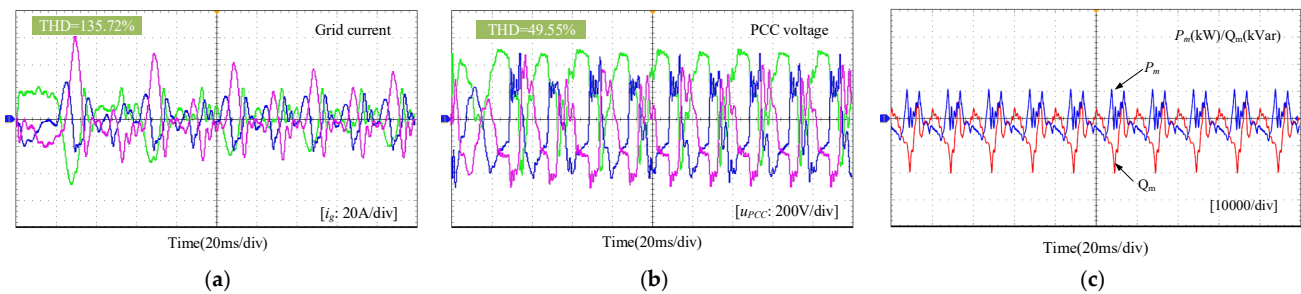 THD=135.72%
Grid current
[ig: 20A/div]
Time(20ms/div)
(a)
THD=49.55%
PCC voltage
[uPCC: 200V/div]
Time(20ms/div)
(b)
Pm(kW)/Qm(kVar)
Pm
Qm
[10000/div]
Time(20ms/div)
(c)